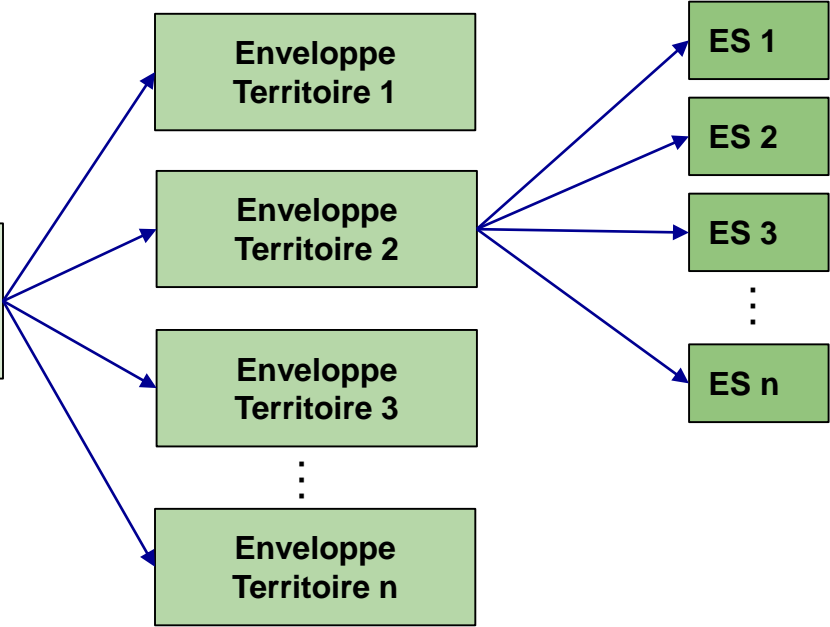 Enveloppe
Territoire 1
Enveloppe
Territoire 2
Enveloppe
Territoire 3
⋮
Enveloppe
Territoire n
ES 1
ES 2
ES 3
⋮
ES n